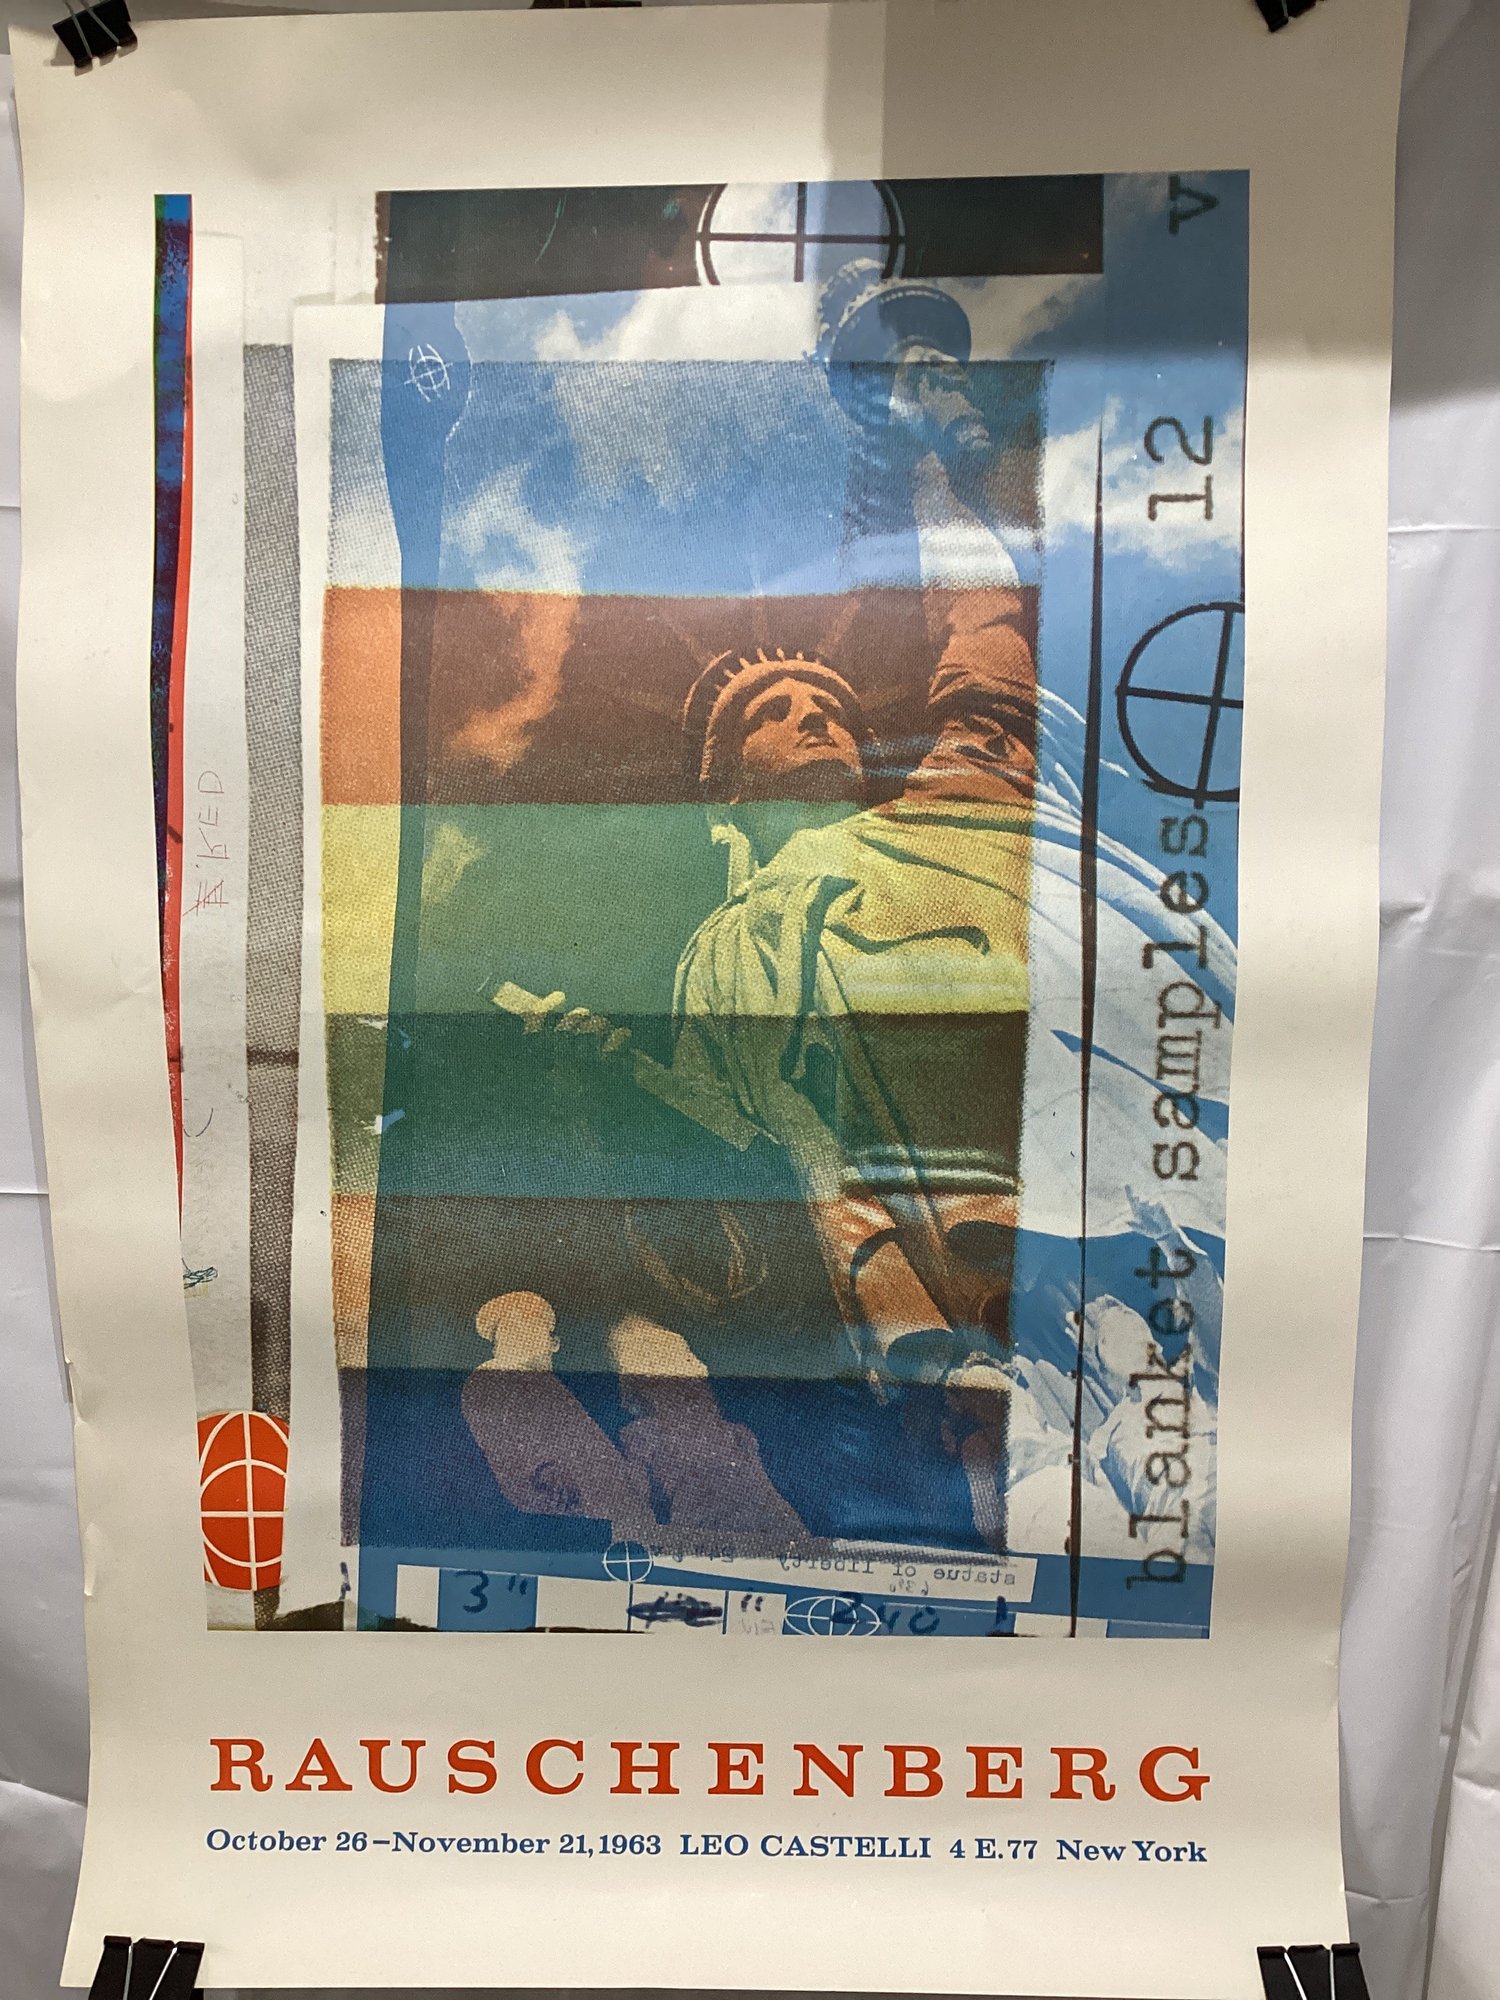 blanket samples 12 v
statue of liberty
3"
240
RAUSCHENBERG
October 26–November 21, 1963 LEO CASTELLI 4 E.77 New York